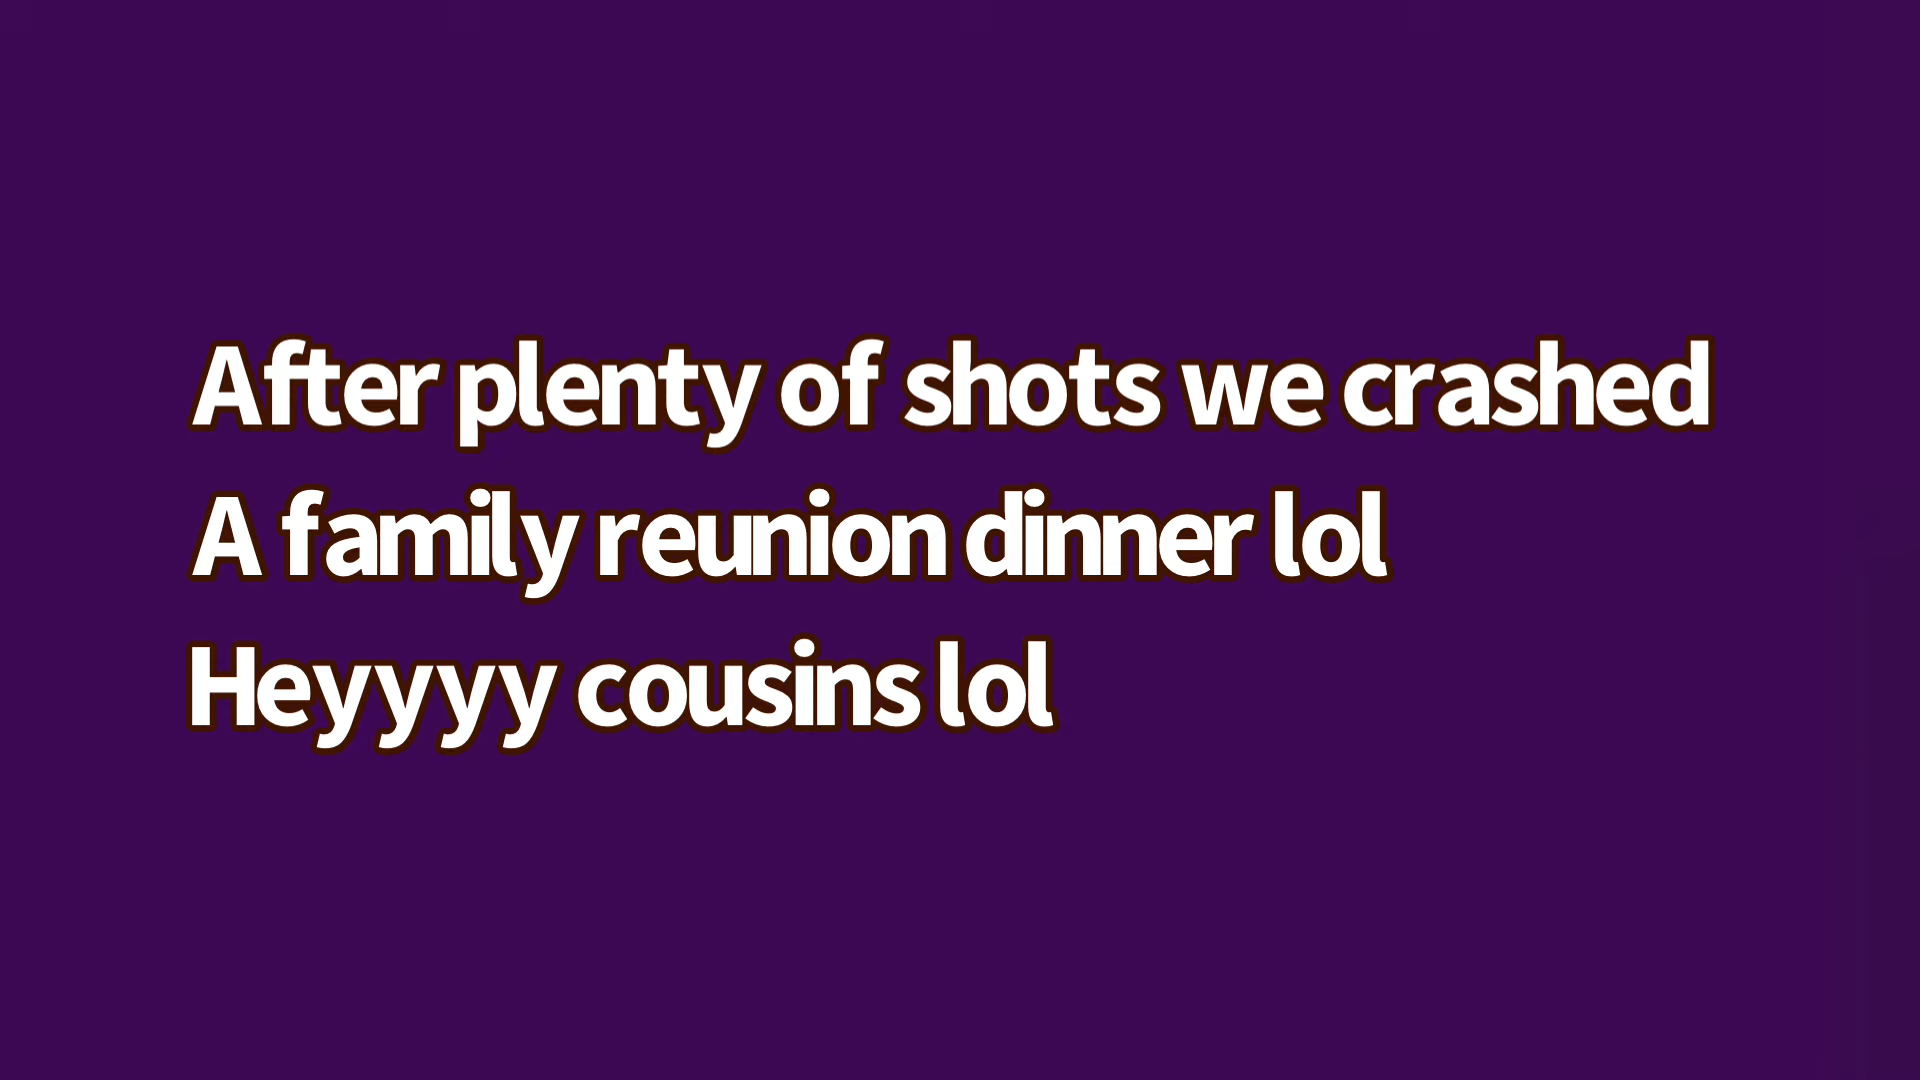 After plenty of shots we crashed
A family reunion dinner lol
Heyyyy cousins lol